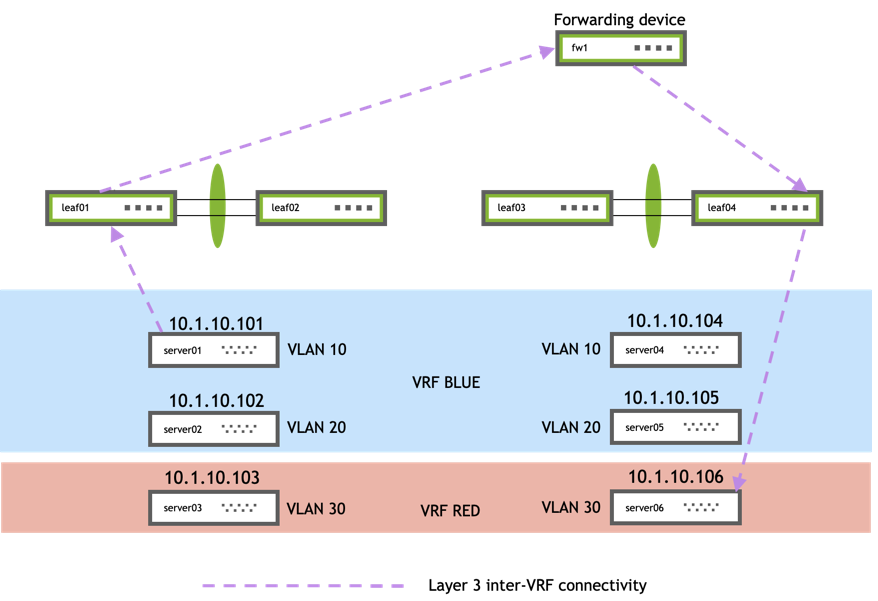 Forwarding device
fw1
leaf01
leaf02
leaf03
leaf04
10.1.10.101
server01
VLAN 10
10.1.10.104
VLAN 10
server04
VRF BLUE
10.1.10.102
server02
VLAN 20
10.1.10.105
VLAN 20
server05
10.1.10.103
server03
VLAN 30
VRF RED
10.1.10.106
VLAN 30
server06
Layer 3 inter-VRF connectivity